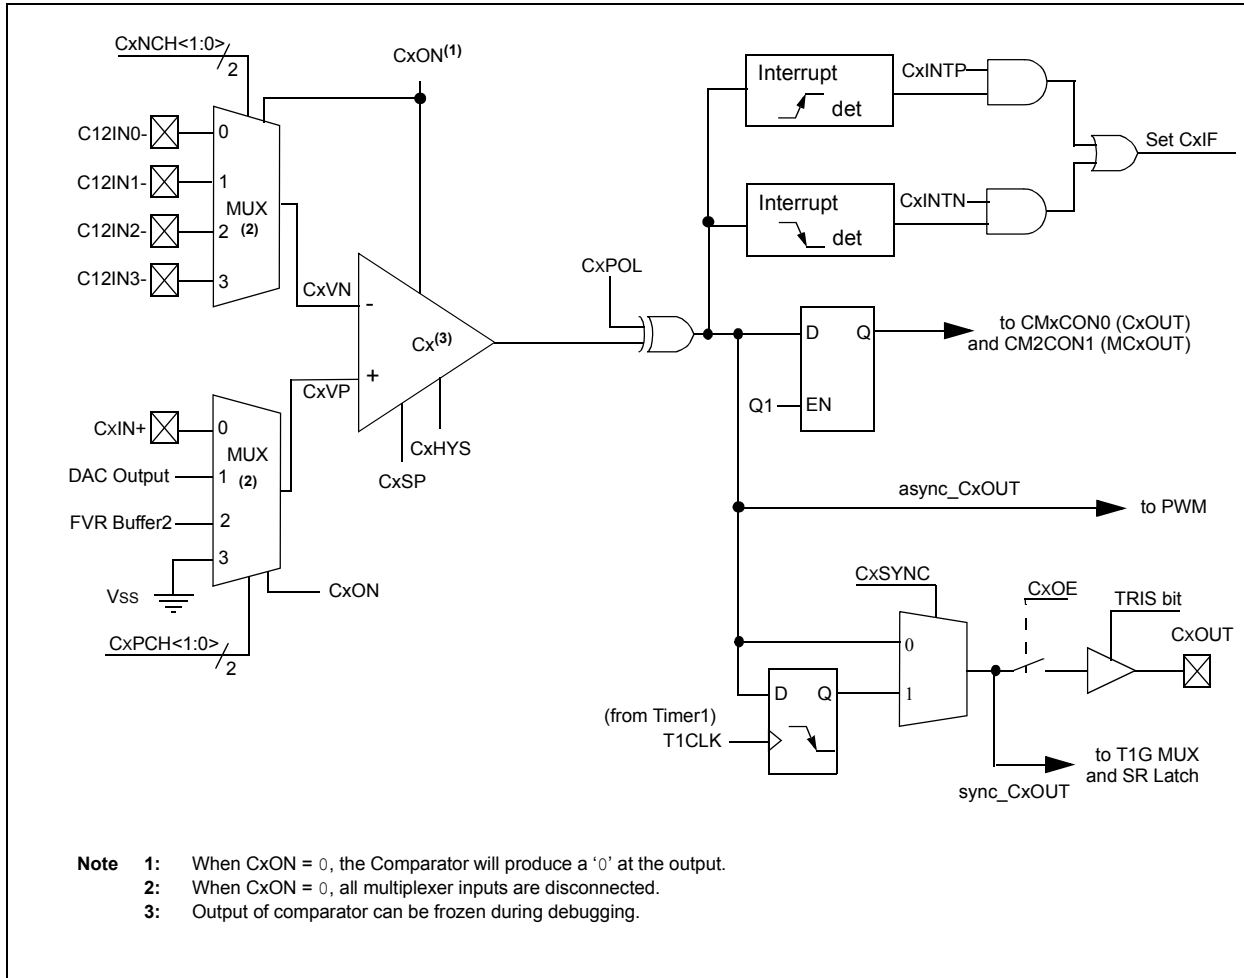 CxNCH<1:0>
2
CxON(1)
C12IN0-
0
C12IN1-
1
MUX
(2)
C12IN2-
2
C12IN3-
3
CxVN
-
Cx(3)
CxVP
+
CxHYS
CxSP
CxIN+
0
MUX
(2)
DAC Output
1
FVR Buffer2
2
3
Vss
CxON
CxPCH<1:0>
2
CxPOL
Interrupt
det
CxINTP
Interrupt
det
CxINTN
Set CxIF
D
Q
Q1
EN
to CMxCON0 (CxOUT)
and CM2CON1 (MCxOUT)
async_CxOUT
to PWM
CxSYNC
0
1
D
Q
(from Timer1)
T1CLK
CxOE
TRIS bit
CxOUT
to T1G MUX
and SR Latch
sync_CxOUT
Note 1: When CxON = 0, the Comparator will produce a ‘0’ at the output.
2: When CxON = 0, all multiplexer inputs are disconnected.
3: Output of comparator can be frozen during debugging.